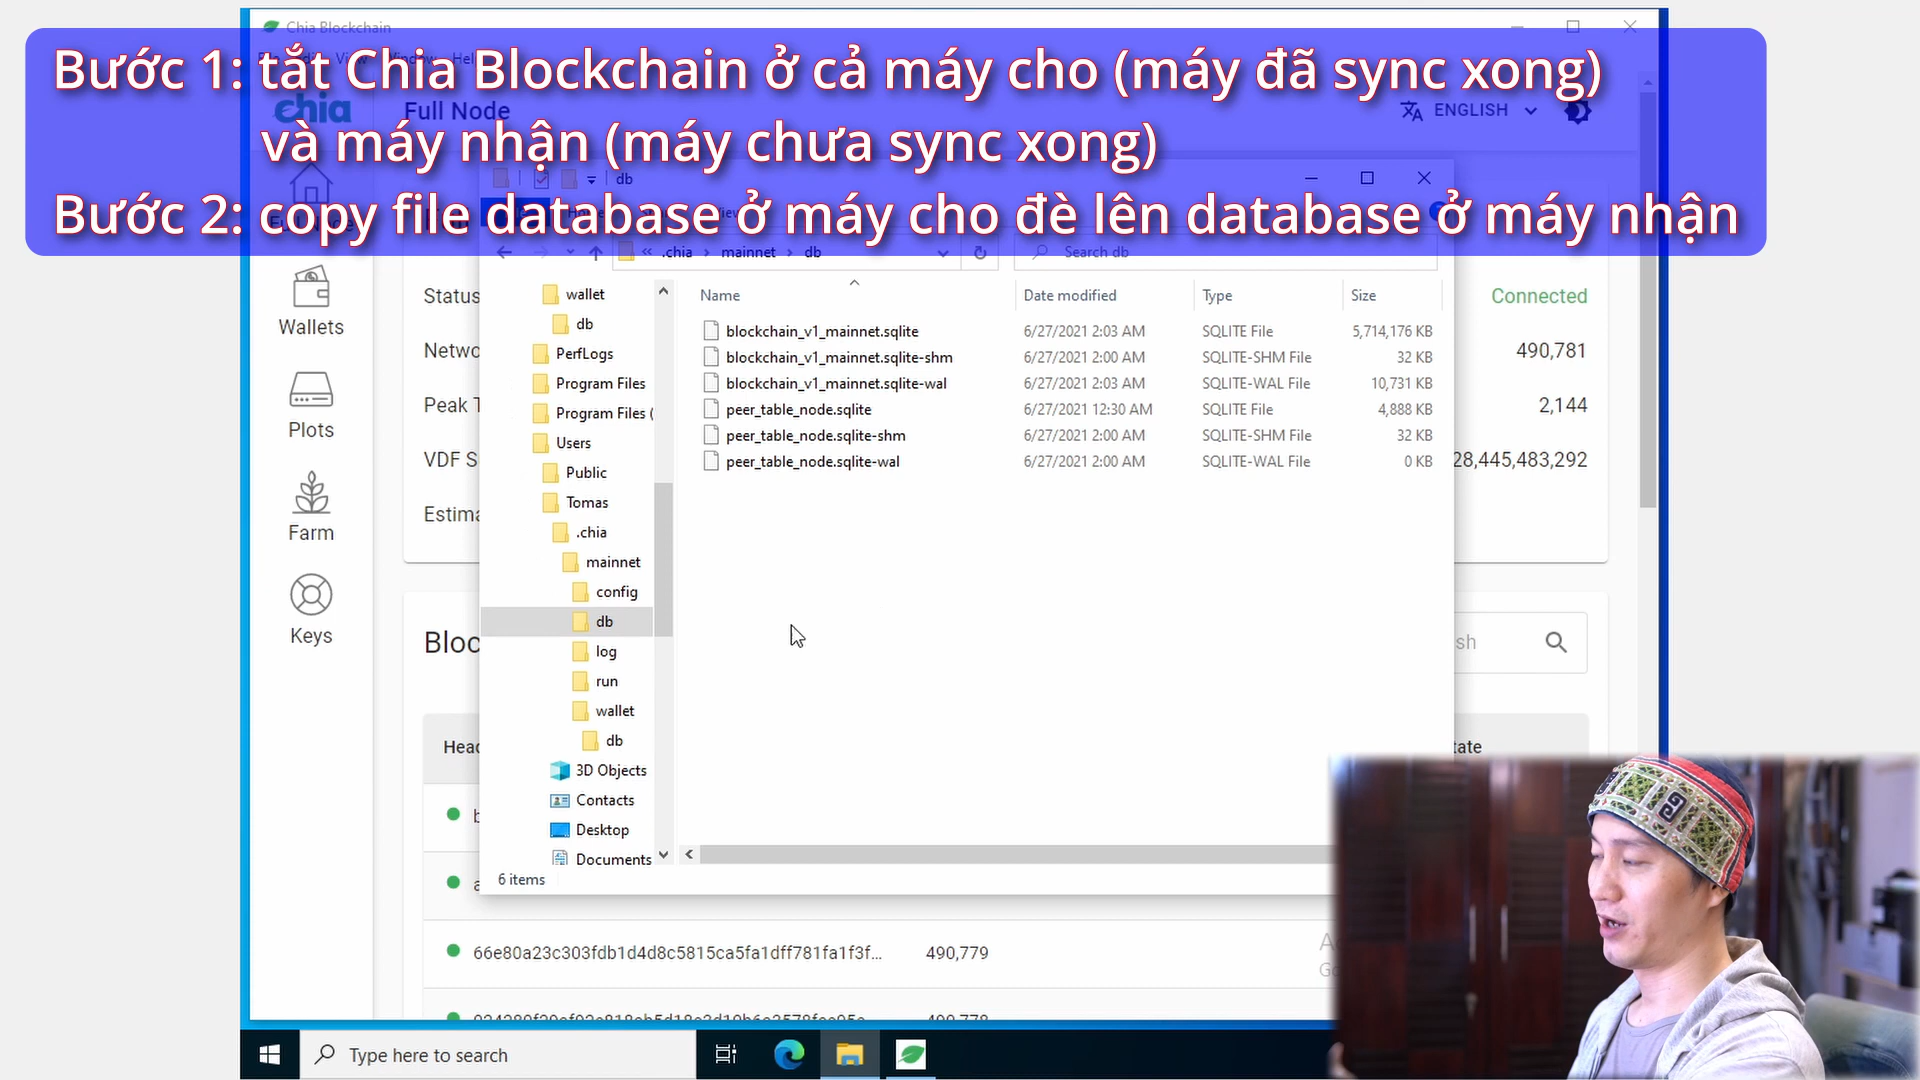 Chia Blockchain
Bước 1: tắt Chia Blockchain ở cả máy cho (máy đã sync xong)
và máy nhận (máy chưa sync xong)
Bước 2: copy file database ở máy cho đè lên database ở máy nhận
chia
Full Node
ENGLISH
db
.chia
mainnet
db
Search db
Wallets
Plots
Farm
Keys
Status
Connected
490,781
2,144
28,445,483,292
wallet
db
PerfLogs
Program Files
Program Files (
Users
Public
Tomas
.chia
mainnet
config
db
log
run
wallet
db
3D Objects
Contacts
Desktop
Documents
Name Date modified Type Size
blockchain_v1_mainnet.sqlite 6/27/2021 2:03 AM SQLITE File 5,714,176 KB
blockchain_v1_mainnet.sqlite-shm 6/27/2021 2:00 AM SQLITE-SHM File 32 KB
blockchain_v1_mainnet.sqlite-wal 6/27/2021 2:03 AM SQLITE-WAL File 10,731 KB
peer_table_node.sqlite 6/27/2021 12:30 AM SQLITE File 4,888 KB
peer_table_node.sqlite-shm 6/27/2021 2:00 AM SQLITE-SHM File 32 KB
peer_table_node.sqlite-wal 6/27/2021 2:00 AM SQLITE-WAL File 0 KB
6 items
66e80a23c303fdb1d4d8c5815ca5fa1dff781fa1f3f... 490,779
Type here to search